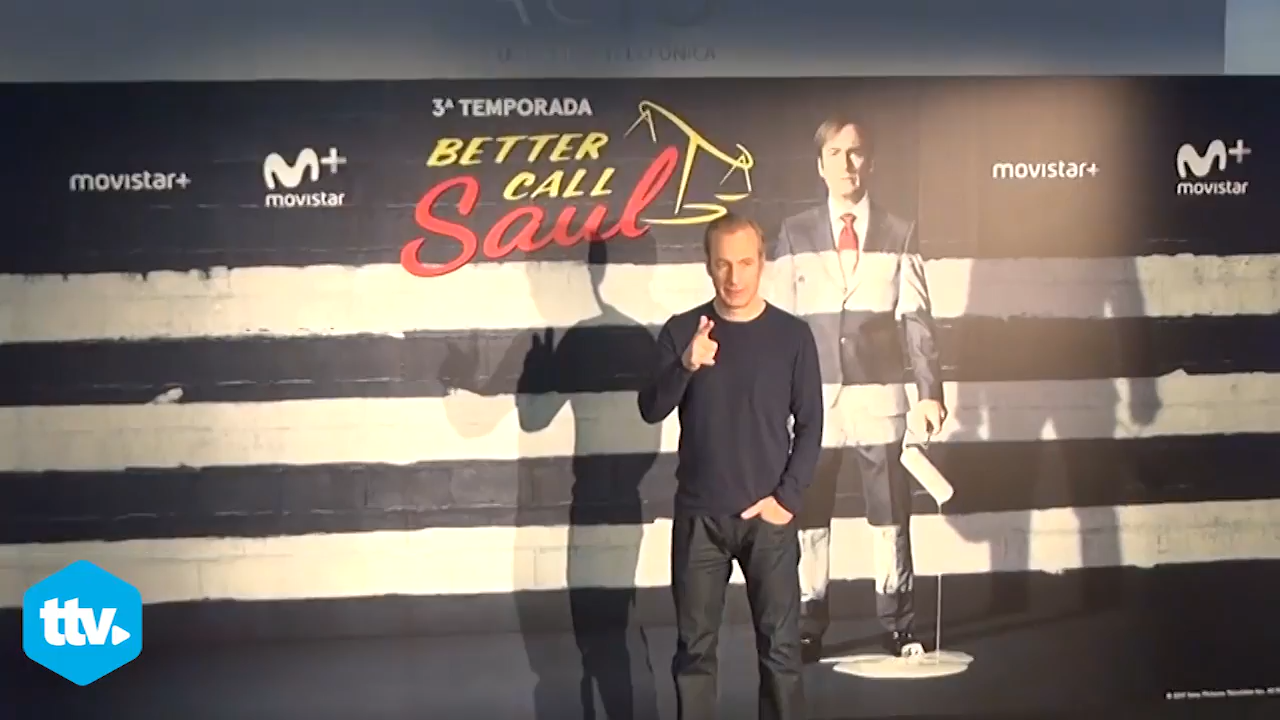 3ª TEMPORADA
BETTER
CALL
Saul
movistar+
M+
movistar
movistar+
M+
movistar
ttv.